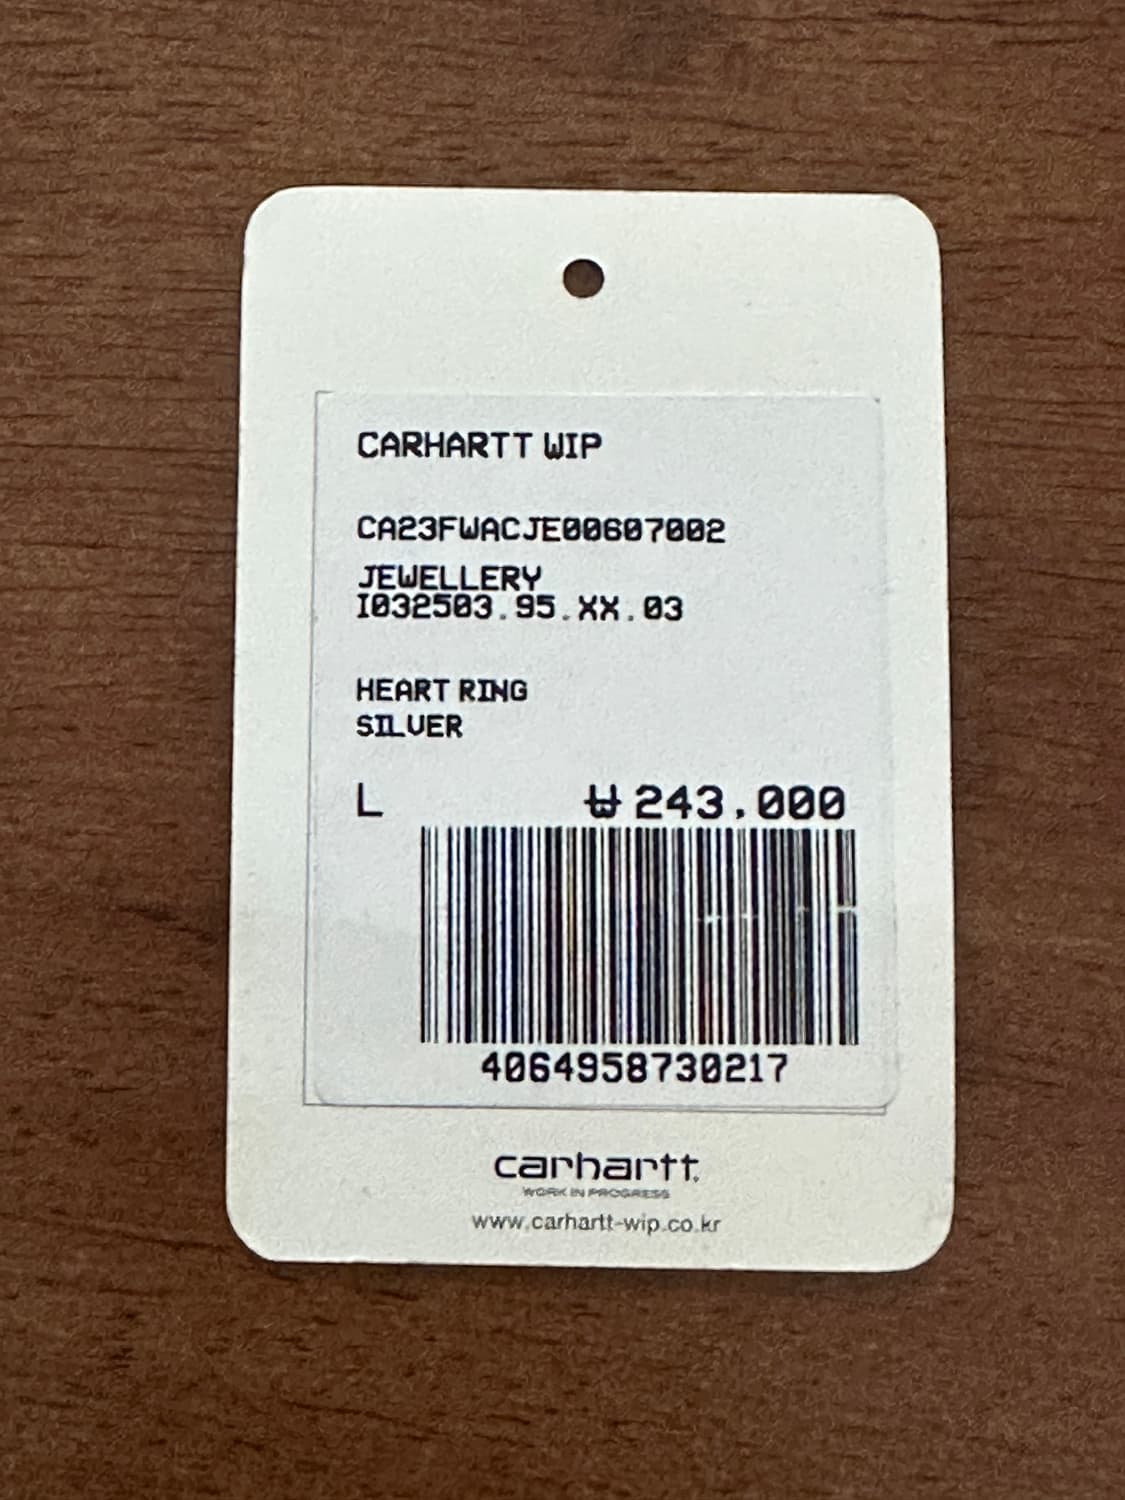 CARHARTT WIP
CA23FWACJE00607002
JEWELLERY
I032503.95.XX.03
HEART RING
SILVER
L ₩243,000
4064958730217
carhartt
WORK IN PROGRESS
www.carhartt-wip.co.kr